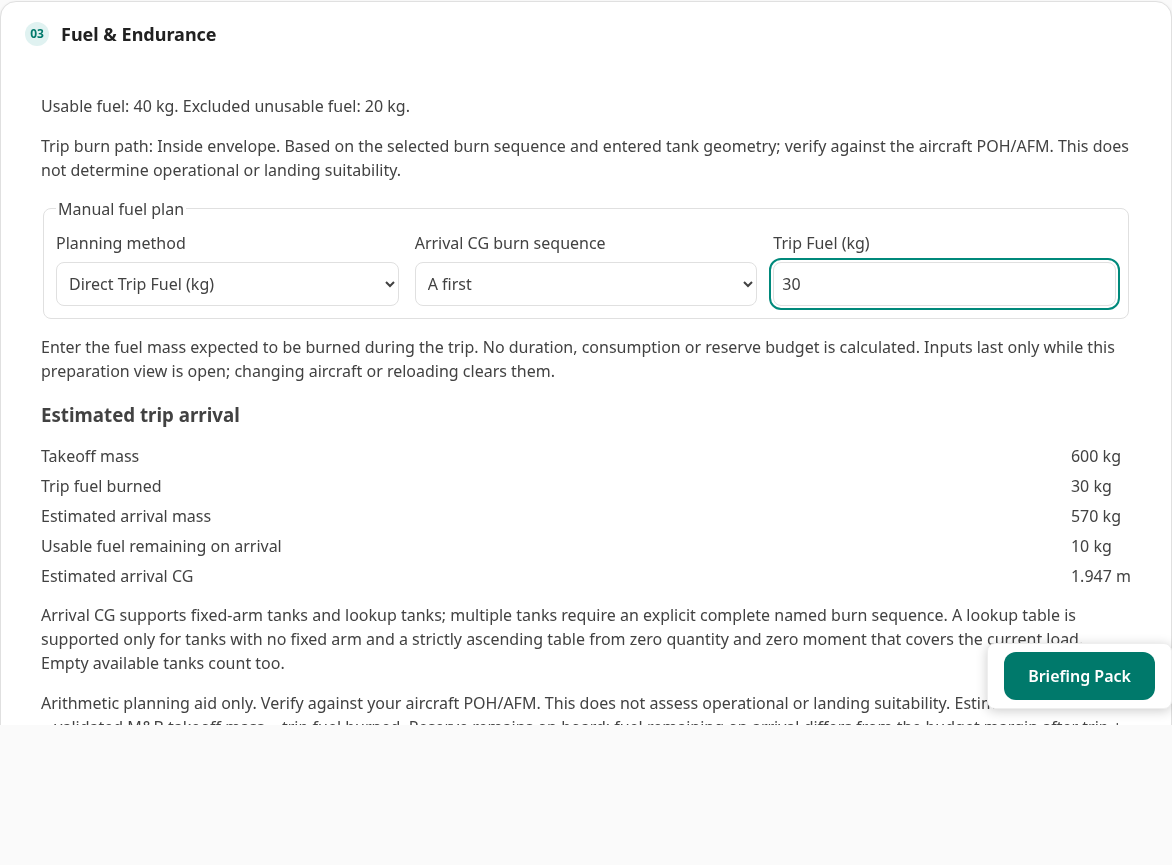 03 Fuel & Endurance
Usable fuel: 40 kg. Excluded unusable fuel: 20 kg.
Trip burn path: Inside envelope. Based on the selected burn sequence and entered tank geometry; verify against the aircraft POH/AFM. This does
not determine operational or landing suitability.
Manual fuel plan
Planning method Arrival CG burn sequence Trip Fuel (kg)
Direct Trip Fuel (kg) A first 30
Enter the fuel mass expected to be burned during the trip. No duration, consumption or reserve budget is calculated. Inputs last only while this
preparation view is open; changing aircraft or reloading clears them.
Estimated trip arrival
Takeoff mass 600 kg
Trip fuel burned 30 kg
Estimated arrival mass 570 kg
Usable fuel remaining on arrival 10 kg
Estimated arrival CG 1.947 m
Arrival CG supports fixed-arm tanks and lookup tanks; multiple tanks require an explicit complete named burn sequence. A lookup table is
supported only for tanks with no fixed arm and a strictly ascending table from zero quantity and zero moment that covers the current load.
Empty available tanks count too.
Briefing Pack
Arithmetic planning aid only. Verify against your aircraft POH/AFM. This does not assess operational or landing suitability.